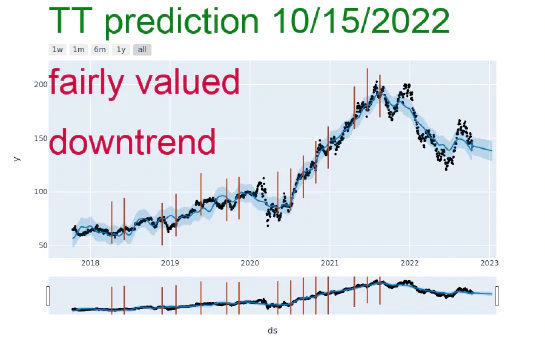 TT prediction 10/15/2022
1w 1m 6m 1y all
fairly valued
downtrend
200
150
100
50
y
2018 2019 2020 2021 2022 2023
ds